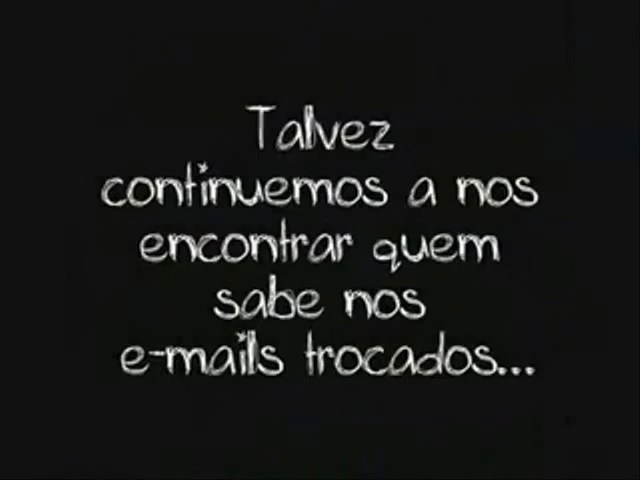 Talvez
continuemos a nos
encontrar quem
sabe nos
e-mails trocados...